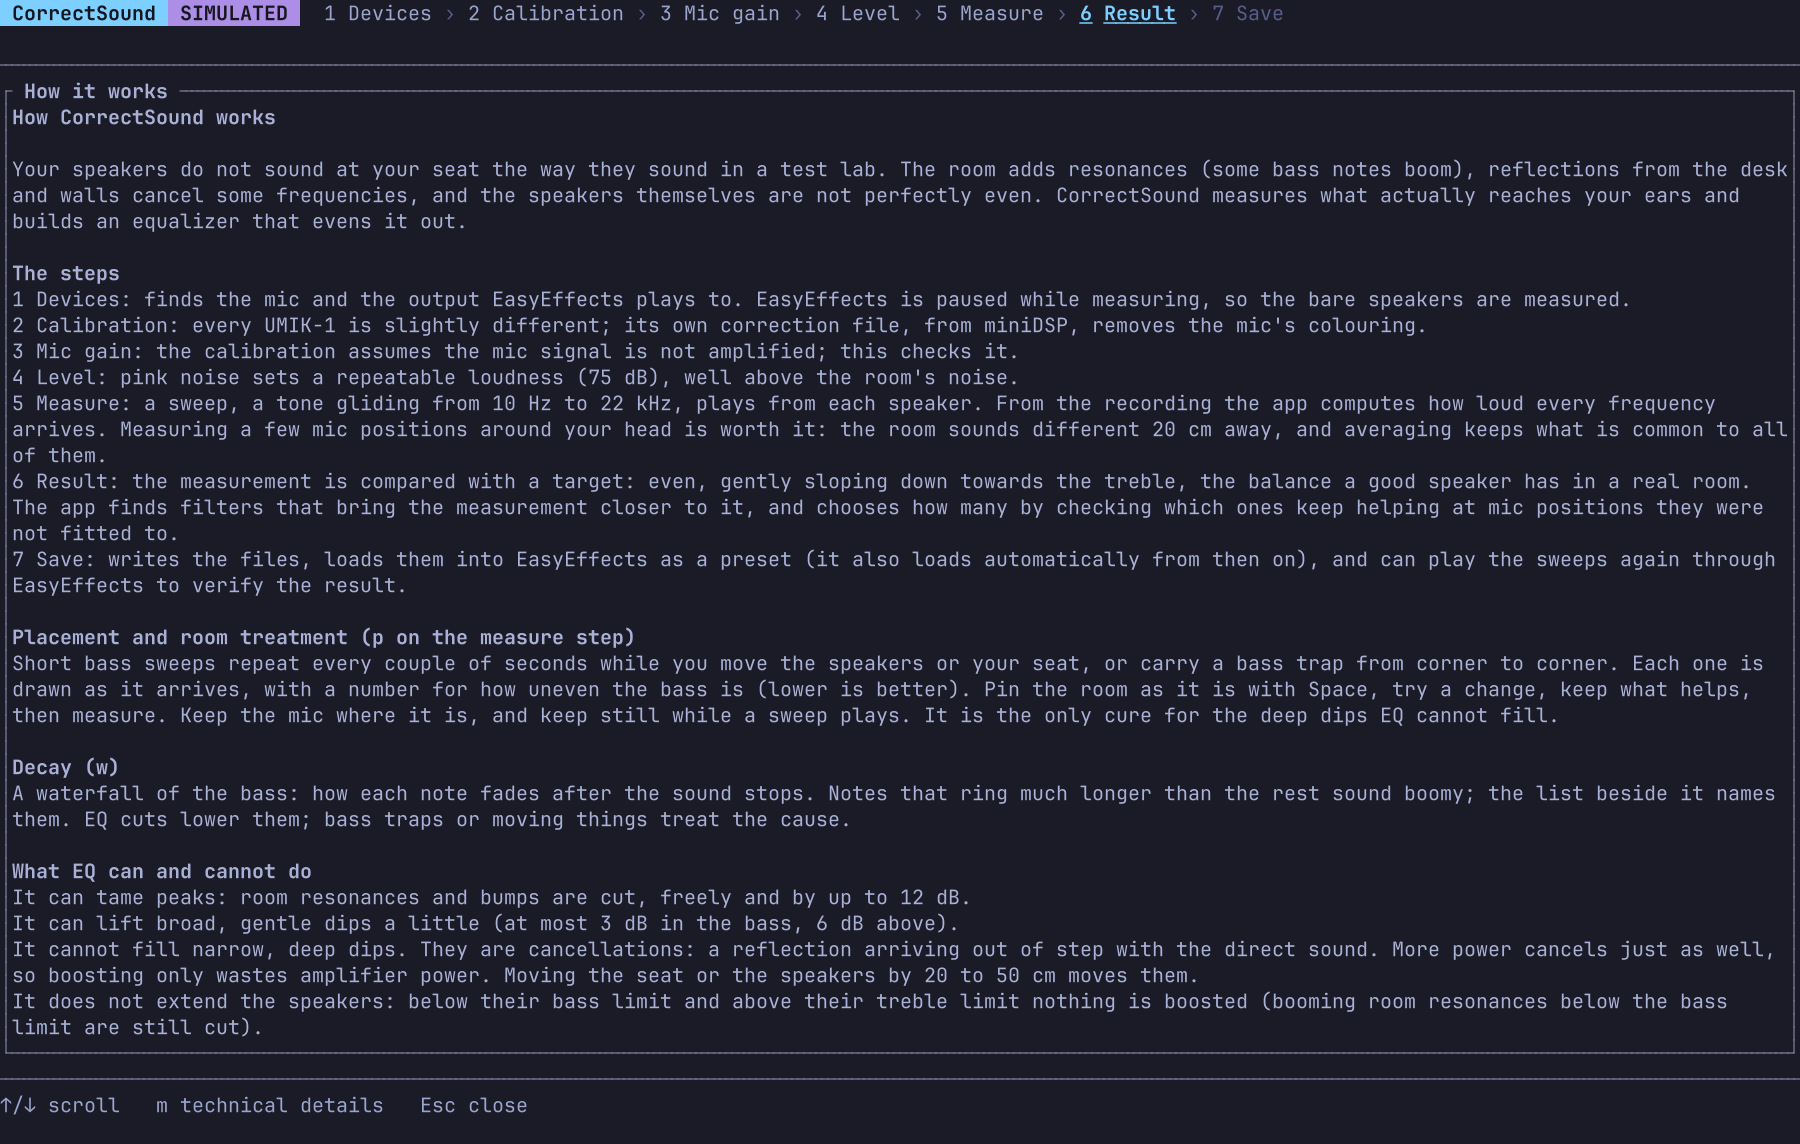 CorrectSound SIMULATED 1 Devices › 2 Calibration › 3 Mic gain › 4 Level › 5 Measure › 6 Result › 7 Save
How it works
How CorrectSound works
Your speakers do not sound at your seat the way they sound in a test lab. The room adds resonances (some bass notes boom), reflections from the desk
and walls cancel some frequencies, and the speakers themselves are not perfectly even. CorrectSound measures what actually reaches your ears and
builds an equalizer that evens it out.
The steps
1 Devices: finds the mic and the output EasyEffects plays to. EasyEffects is paused while measuring, so the bare speakers are measured.
2 Calibration: every UMIK-1 is slightly different; its own correction file, from miniDSP, removes the mic's colouring.
3 Mic gain: the calibration assumes the mic signal is not amplified; this checks it.
4 Level: pink noise sets a repeatable loudness (75 dB), well above the room's noise.
5 Measure: a sweep, a tone gliding from 10 Hz to 22 kHz, plays from each speaker. From the recording the app computes how loud every frequency
arrives. Measuring a few mic positions around your head is worth it: the room sounds different 20 cm away, and averaging keeps what is common to all
of them.
6 Result: the measurement is compared with a target: even, gently sloping down towards the treble, the balance a good speaker has in a real room.
The app finds filters that bring the measurement closer to it, and chooses how many by checking which ones keep helping at mic positions they were
not fitted to.
7 Save: writes the files, loads them into EasyEffects as a preset (it also loads automatically from then on), and can play the sweeps again through
EasyEffects to verify the result.
Placement and room treatment (p on the measure step)
Short bass sweeps repeat every couple of seconds while you move the speakers or your seat, or carry a bass trap from corner to corner. Each one is
drawn as it arrives, with a number for how uneven the bass is (lower is better). Pin the room as it is with Space, try a change, keep what helps,
then measure. Keep the mic where it is, and keep still while a sweep plays. It is the only cure for the deep dips EQ cannot fill.
Decay (w)
A waterfall of the bass: how each note fades after the sound stops. Notes that ring much longer than the rest sound boomy; the list beside it names
them. EQ cuts lower them; bass traps or moving things treat the cause.
What EQ can and cannot do
It can tame peaks: room resonances and bumps are cut, freely and by up to 12 dB.
It can lift broad, gentle dips a little (at most 3 dB in the bass, 6 dB above).
It cannot fill narrow, deep dips. They are cancellations: a reflection arriving out of step with the direct sound. More power cancels just as well,
so boosting only wastes amplifier power. Moving the seat or the speakers by 20 to 50 cm moves them.
It does not extend the speakers: below their bass limit and above their treble limit nothing is boosted (booming room resonances below the bass
limit are still cut).
↑/↓ scroll m technical details Esc close